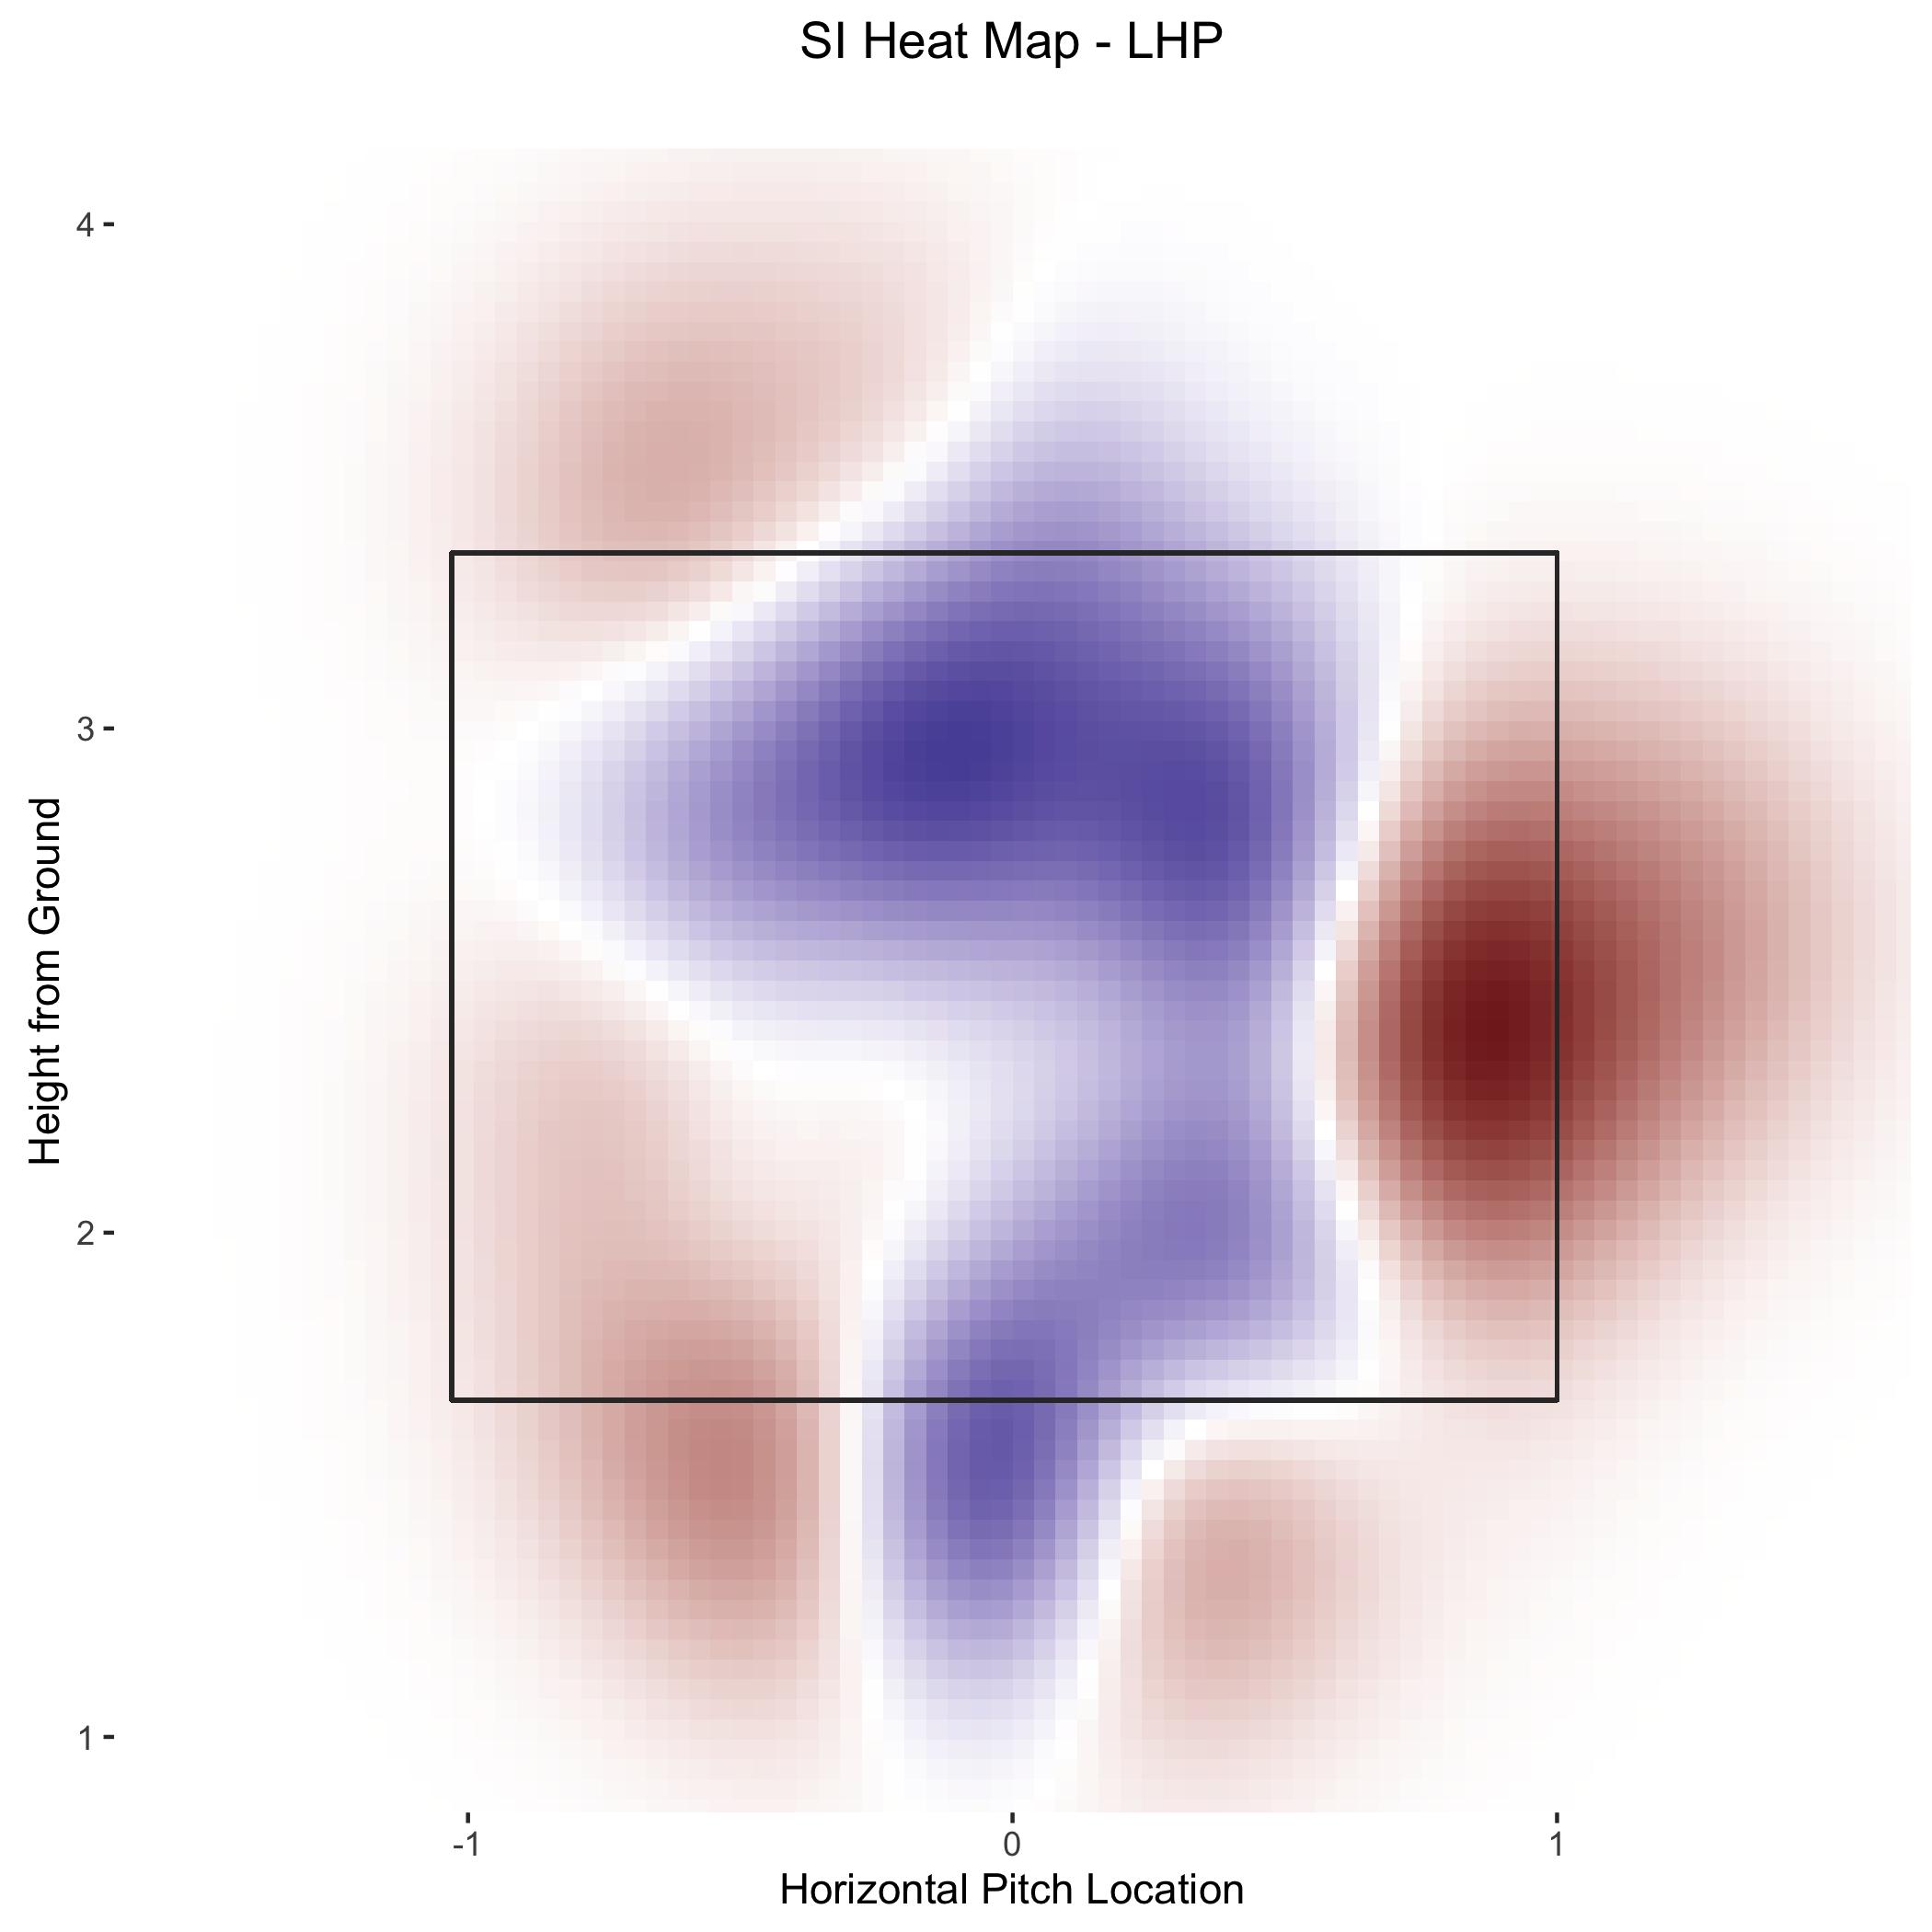 SI Heat Map - LHP
4
3
2
1
Height from Ground
-1 0 1
Horizontal Pitch Location